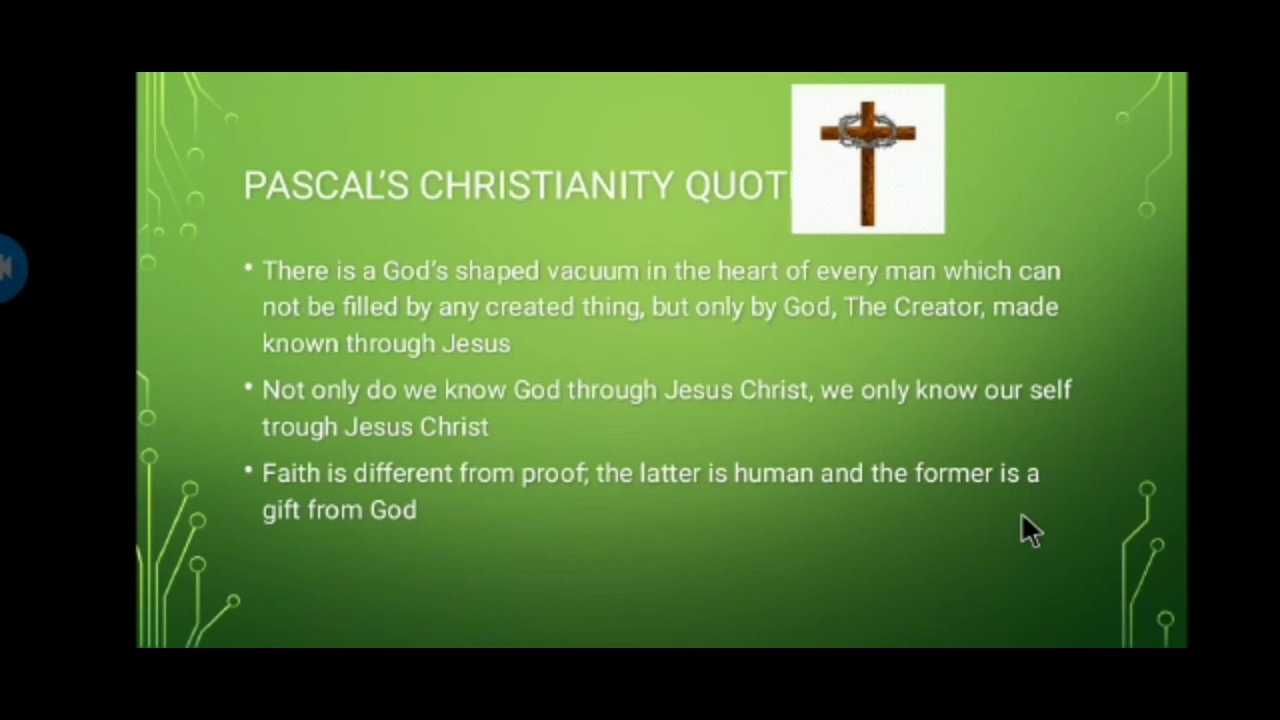 PASCAL'S CHRISTIANITY QUOT
• There is a God's shaped vacuum in the heart of every man which can
not be filled by any created thing, but only by God, The Creator, made
known through Jesus
• Not only do we know God through Jesus Christ, we only know our self
trough Jesus Christ
• Faith is different from proof; the latter is human and the former is a
gift from God